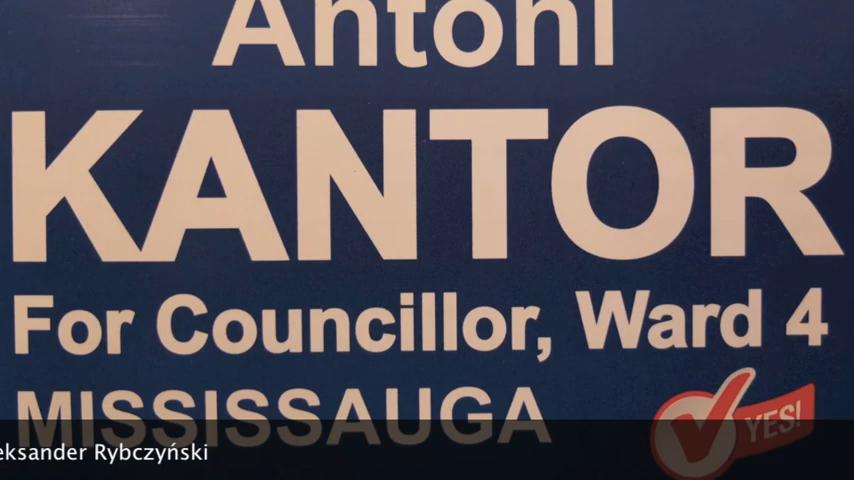 Antoni
KANTOR
For Councillor, Ward 4
MISSISSAUGA
YES!
eksander Rybczyński